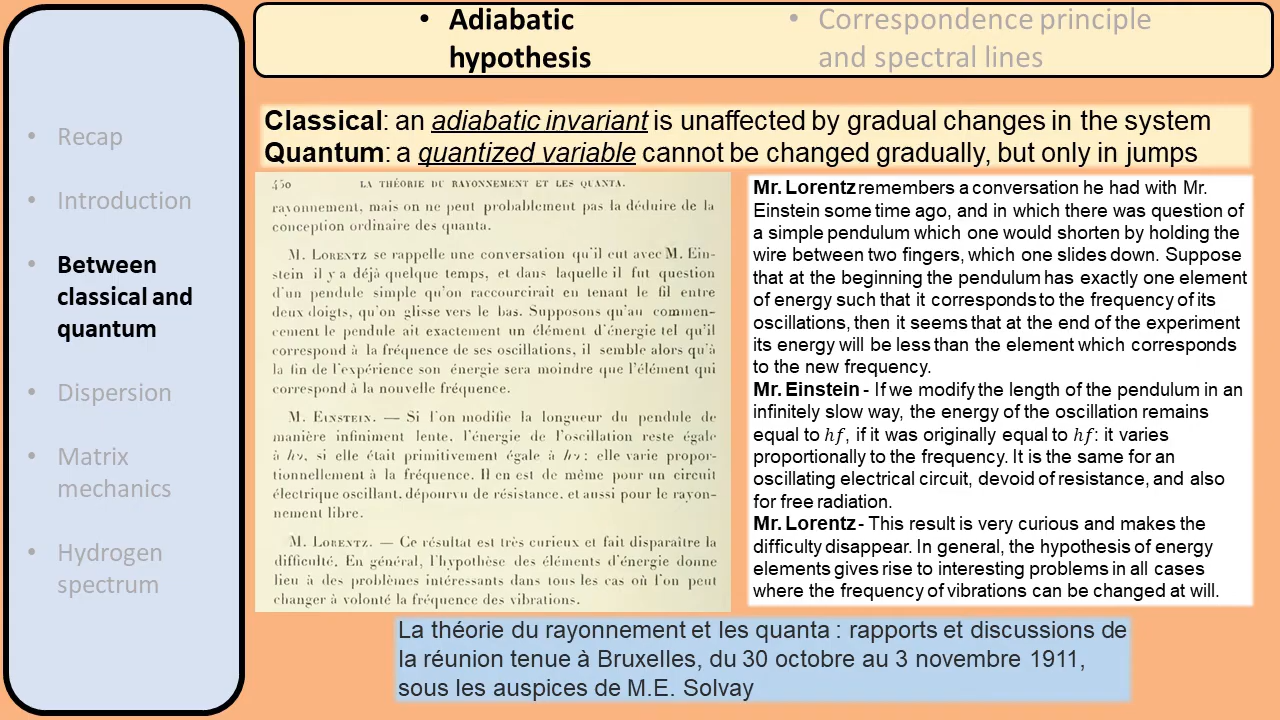 • Adiabatic
hypothesis
• Correspondence principle
and spectral lines
• Recap
• Introduction
• Between
classical and
quantum
• Dispersion
• Matrix
mechanics
• Hydrogen
spectrum
Classical: an adiabatic invariant is unaffected by gradual changes in the system
Quantum: a quantized variable cannot be changed gradually, but only in jumps
450 LA THÉORIE DU RAYONNEMENT ET LES QUANTA.
rayonnement, mais on ne peut probablement pas la déduire de la
conception ordinaire des quanta.
M. LORENTZ se rappelle une conversation qu'il eut avec M. Ein-
stein il y a déjà quelque temps, et dans laquelle il fut question
d'un pendule simple qu'on raccourcirait en tenant le fil entre
deux doigts, qu'on glisse vers le bas. Supposons qu'au commen-
cement le pendule ait exactement un élément d'énergie tel qu'il
correspond à la fréquence de ses oscillations, il semble alors qu'à
la fin de l'expérience son énergie sera moindre que l'élément qui
correspond à la nouvelle fréquence.
M. EINSTEIN. — Si l'on modifie la longueur du pendule de
manière infiniment lente, l'énergie de l'oscillation reste égale
à hν, si elle était primitivement égale à hν; elle varie propor-
tionnellement à la fréquence. Il en est de même pour un circuit
électrique oscillant, dépourvu de résistance, et aussi pour le rayon-
nement libre.
M. LORENTZ. — Ce résultat est très curieux et fait disparaître la
difficulté. En général, l'hypothèse des éléments d'énergie donne
lieu à des problèmes intéressants dans tous les cas où l'on peut
changer à volonté la fréquence des vibrations.
Mr. Lorentz remembers a conversation he had with Mr.
Einstein some time ago, and in which there was question of
a simple pendulum which one would shorten by holding the
wire between two fingers, which one slides down. Suppose
that at the beginning the pendulum has exactly one element
of energy such that it corresponds to the frequency of its
oscillations, then it seems that at the end of the experiment
its energy will be less than the element which corresponds
to the new frequency.
Mr. Einstein - If we modify the length of the pendulum in an
infinitely slow way, the energy of the oscillation remains
equal to hf, if it was originally equal to hf: it varies
proportionally to the frequency. It is the same for an
oscillating electrical circuit, devoid of resistance, and also
for free radiation.
Mr. Lorentz - This result is very curious and makes the
difficulty disappear. In general, the hypothesis of energy
elements gives rise to interesting problems in all cases
where the frequency of vibrations can be changed at will.
La théorie du rayonnement et les quanta : rapports et discussions de
la réunion tenue à Bruxelles, du 30 octobre au 3 novembre 1911,
sous les auspices de M.E. Solvay